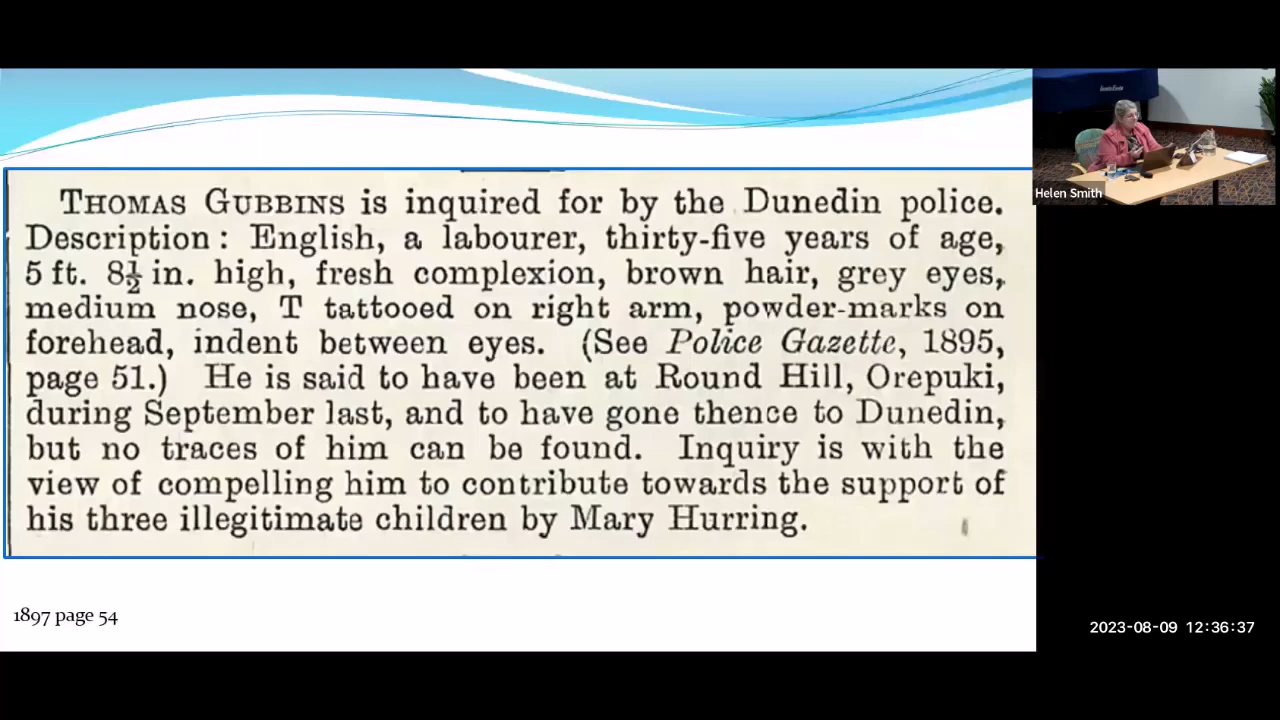 THOMAS GUBBINS is inquired for by the Dunedin police.
Description: English, a labourer, thirty-five years of age,
5 ft. 8½ in. high, fresh complexion, brown hair, grey eyes,
medium nose, T tattooed on right arm, powder-marks on
forehead, indent between eyes. (See Police Gazette, 1895,
page 51.) He is said to have been at Round Hill, Orepuki,
during September last, and to have gone thence to Dunedin,
but no traces of him can be found. Inquiry is with the
view of compelling him to contribute towards the support of
his three illegitimate children by Mary Hurring.
1897 page 54
Helen Smith
2023-08-09 12:36:37